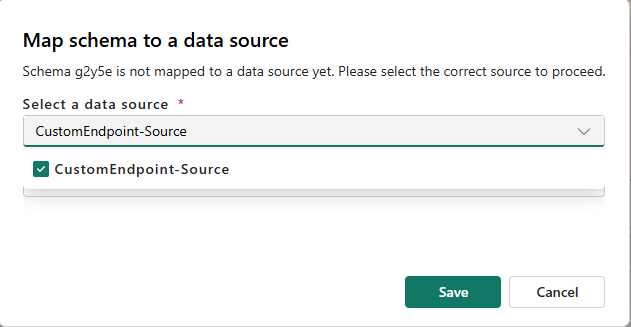 Map schema to a data source
Schema g2y5e is not mapped to a data source yet. Please select the correct source to proceed.
Select a data source *
CustomEndpoint-Source
CustomEndpoint-Source
Save Cancel